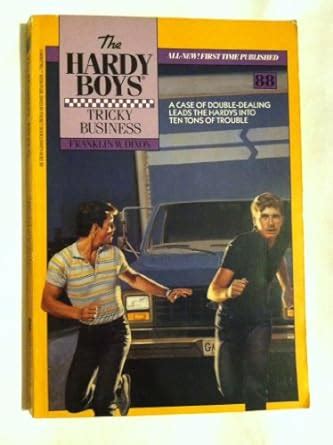 The
HARDY
BOYS®
TRICKY
BUSINESS
FRANKLIN W. DIXON
ALL-NEW! FIRST TIME PUBLISHED
88
A CASE OF DOUBLE-DEALING
LEADS THE HARDYS INTO
TEN TONS OF TROUBLE